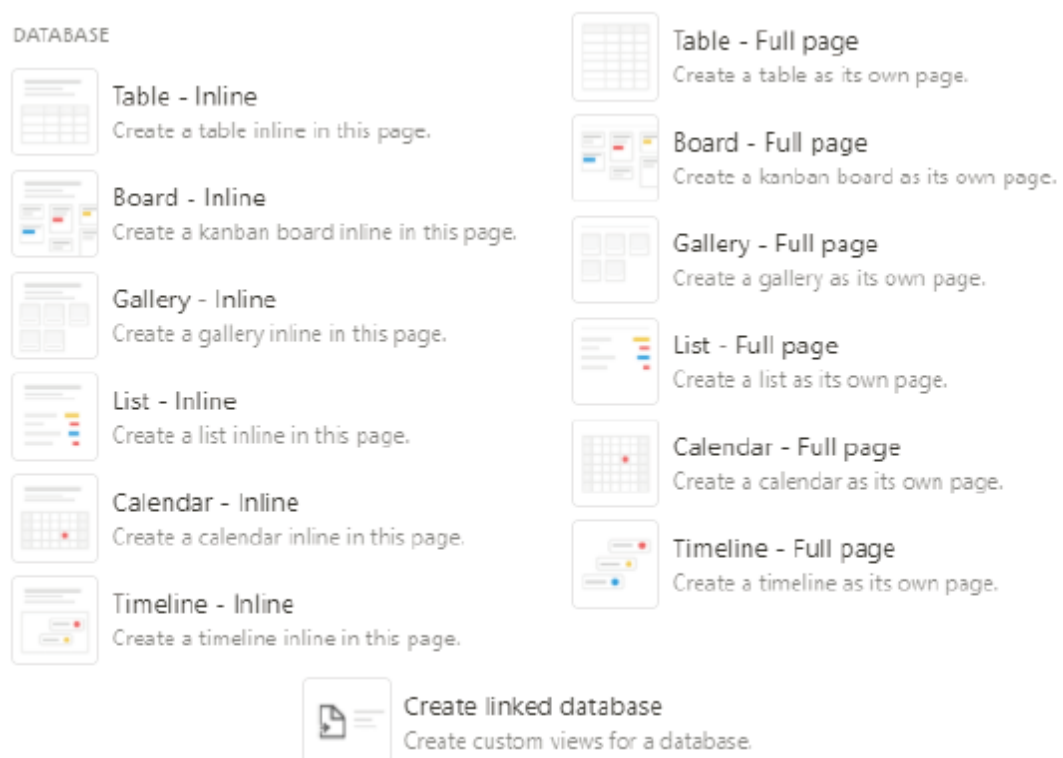 DATABASE
Table - Inline
Create a table inline in this page.
Board - Inline
Create a kanban board inline in this page.
Gallery - Inline
Create a gallery inline in this page.
List - Inline
Create a list inline in this page.
Calendar - Inline
Create a calendar inline in this page.
Timeline - Inline
Create a timeline inline in this page.
Table - Full page
Create a table as its own page.
Board - Full page
Create a kanban board as its own page.
Gallery - Full page
Create a gallery as its own page.
List - Full page
Create a list as its own page.
Calendar - Full page
Create a calendar as its own page.
Timeline - Full page
Create a timeline as its own page.
Create linked database
Create custom views for a database.